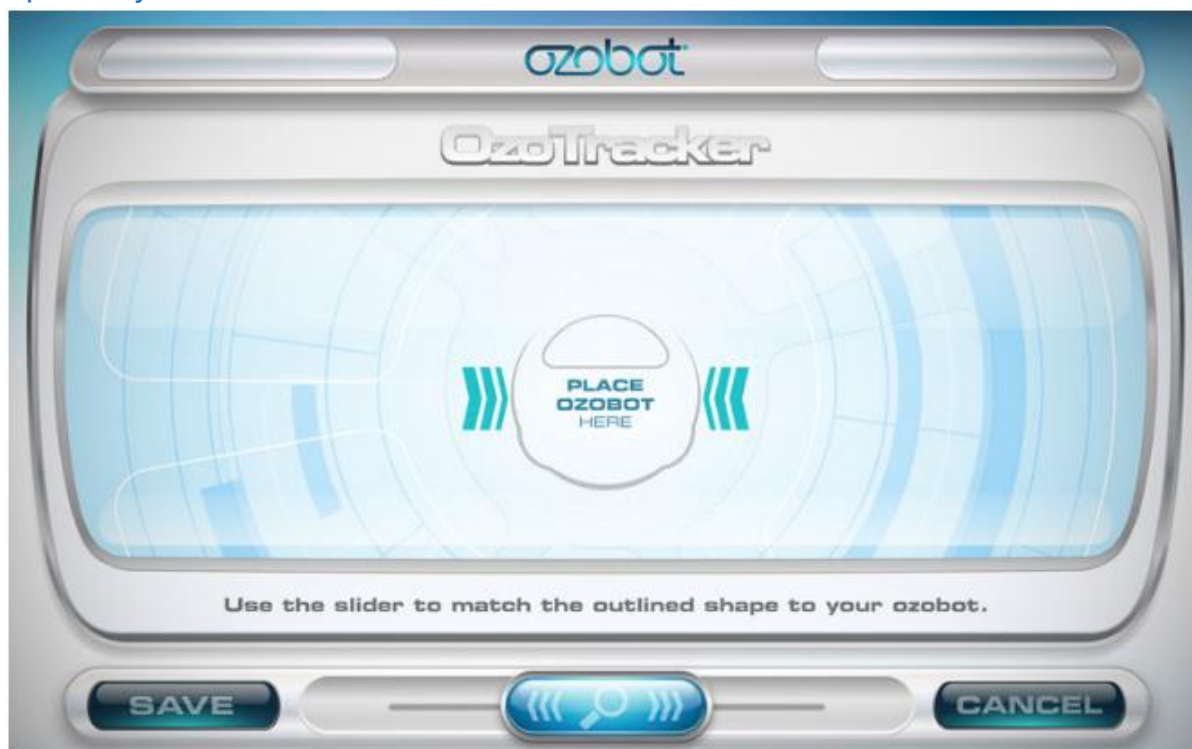 ozobot
OzoTracker
PLACE
OZOBOT
HERE
Use the slider to match the outlined shape to your ozobot.
SAVE
CANCEL